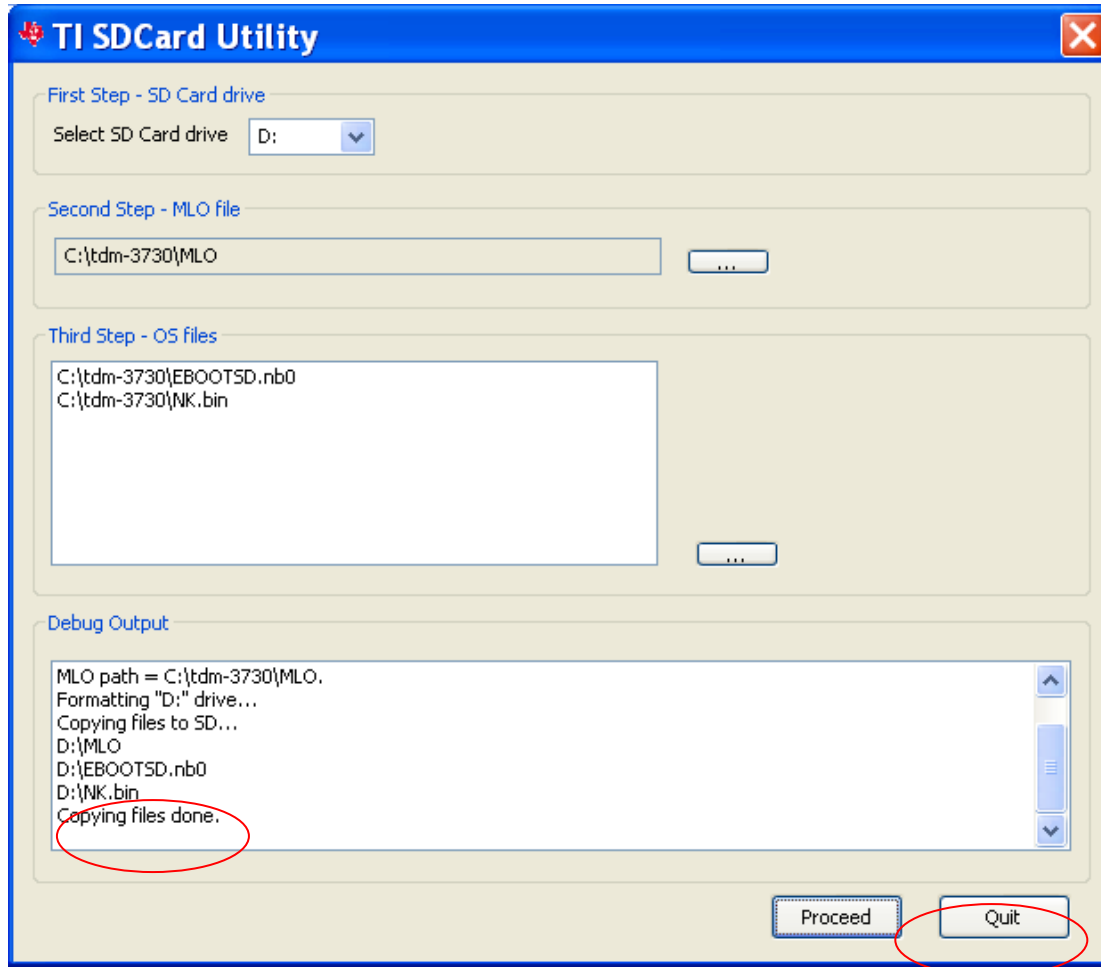 TI SDCard Utility
First Step - SD Card drive
Select SD Card drive D:
Second Step - MLO file
C:\tdm-3730\MLO
...
Third Step - OS files
C:\tdm-3730\EBOOTSD.nb0
C:\tdm-3730\NK.bin
...
Debug Output
MLO path = C:\tdm-3730\MLO.
Formatting "D:" drive...
Copying files to SD...
D:\MLO
D:\EBOOTSD.nb0
D:\NK.bin
Copying files done.
Proceed Quit